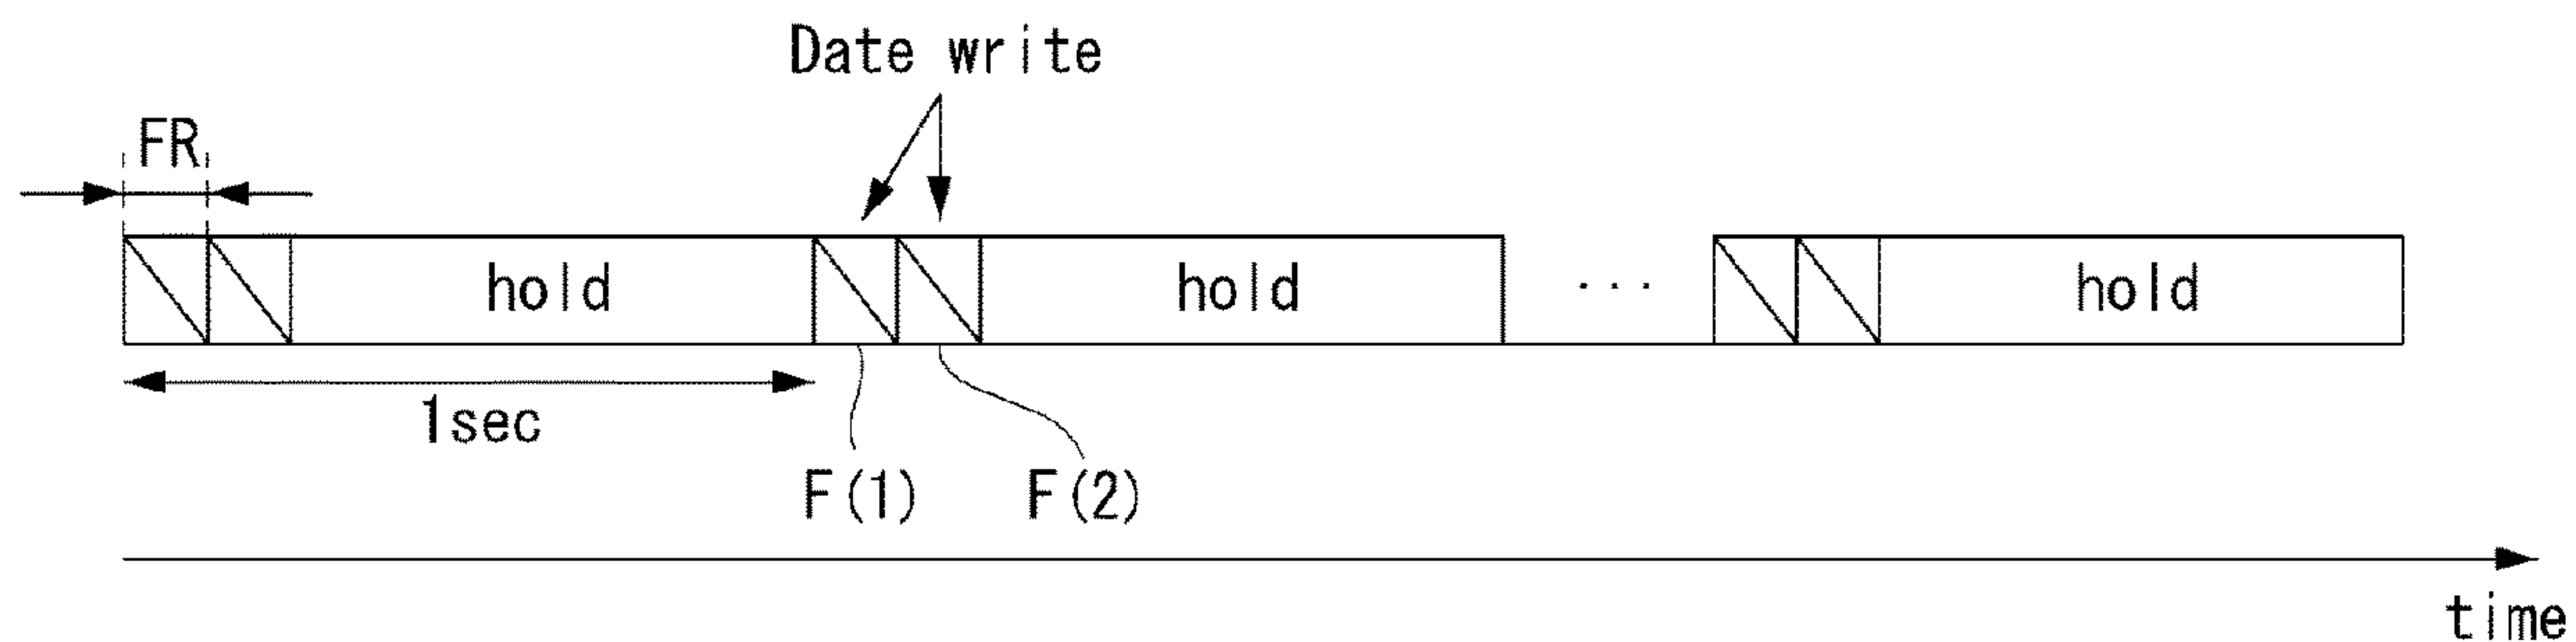 Date write
FR
hold hold ... hold
1sec
F(1) F(2)
time